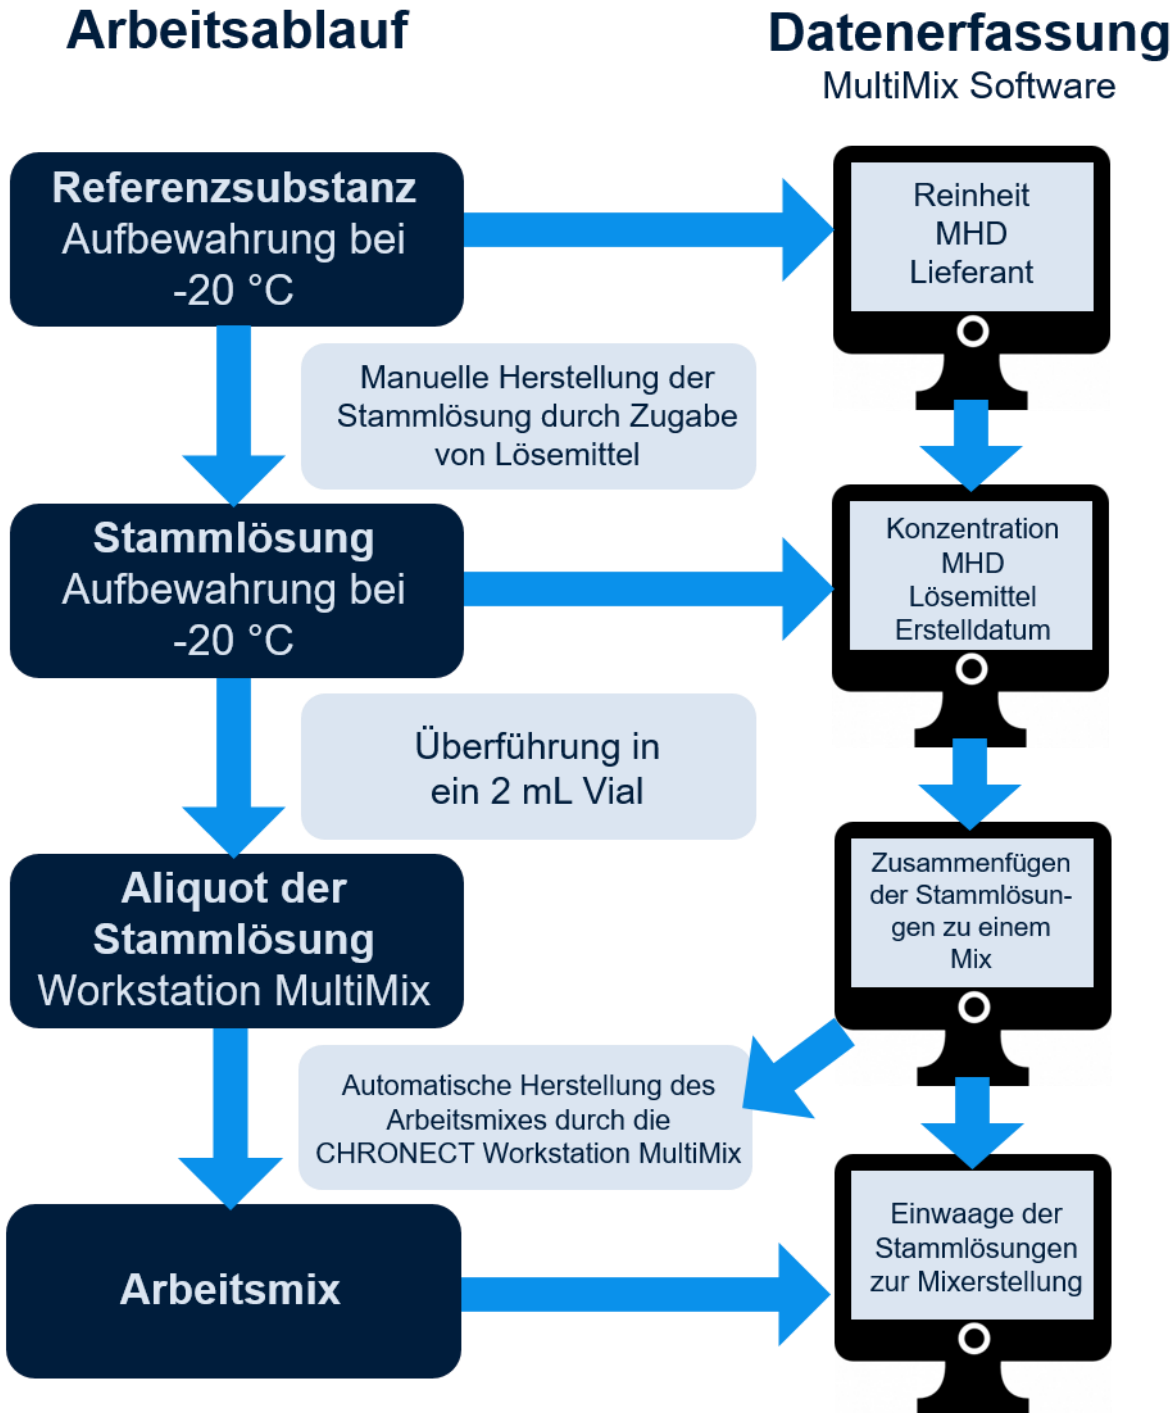 Arbeitsablauf
Datenerfassung
MultiMix Software
Referenzsubstanz
Aufbewahrung bei
-20 °C
Reinheit
MHD
Lieferant
Manuelle Herstellung der
Stammlösung durch Zugabe
von Lösemittel
Stammlösung
Aufbewahrung bei
-20 °C
Konzentration
MHD
Lösemittel
Erstelldatum
Überführung in
ein 2 mL Vial
Aliquot der
Stammlösung
Workstation MultiMix
Zusammenfügen
der Stammlösun-
gen zu einem
Mix
Automatische Herstellung des
Arbeitsmixes durch die
CHRONECT Workstation MultiMix
Arbeitsmix
Einwaage der
Stammlösungen
zur Mixerstellung